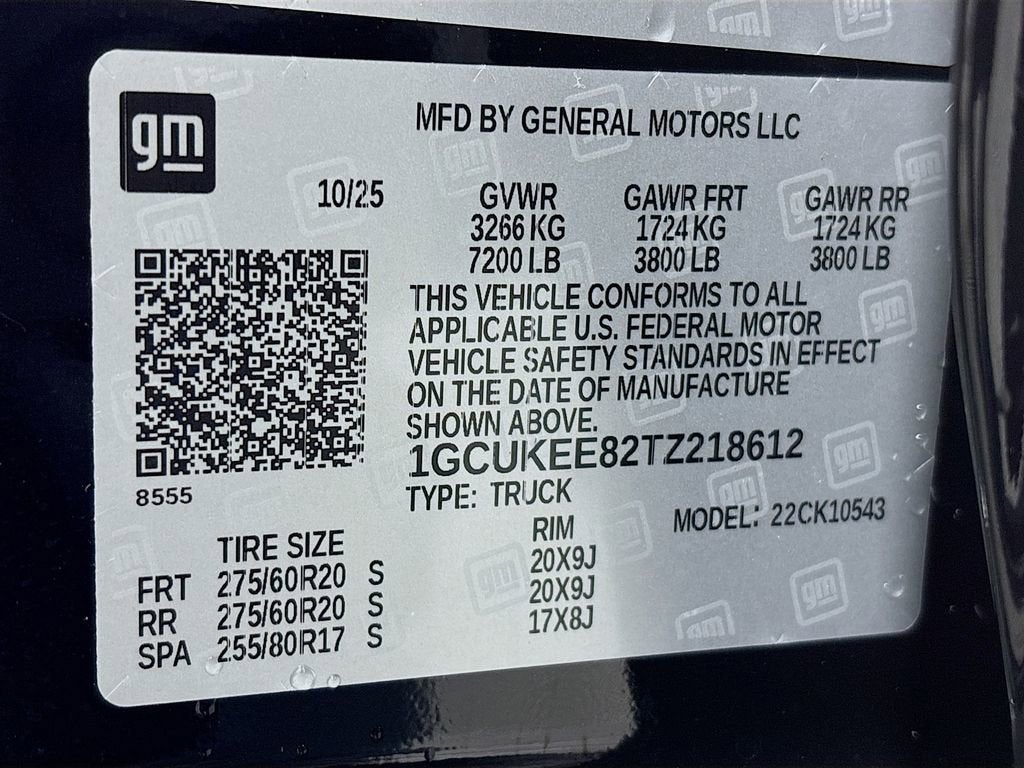 gm
MFD BY GENERAL MOTORS LLC
10/25
GVWR GAWR FRT GAWR RR
3266 KG 1724 KG 1724 KG
7200 LB 3800 LB 3800 LB
THIS VEHICLE CONFORMS TO ALL
APPLICABLE U.S. FEDERAL MOTOR
VEHICLE SAFETY STANDARDS IN EFFECT
ON THE DATE OF MANUFACTURE
SHOWN ABOVE.
1GCUKEE82TZ218612
8555
TYPE: TRUCK
MODEL: 22CK10543
TIRE SIZE RIM
FRT 275/60R20 S 20X9J
RR 275/60R20 S 20X9J
SPA 255/80R17 S 17X8J